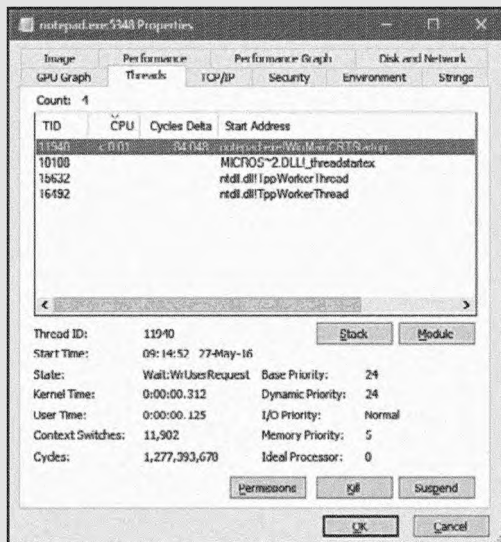 notepad.exe:5348 Properties
Image Performance Performance Graph Disk and Network
GPU Graph Threads TCP/IP Security Environment Strings
Count: 4
TID CPU Cycles Delta Start Address
11940 < 0.01 84,048 notepad.exe!WinMainCRTStartup
10108 MICROS~2.DLL!_threadstartex
15632 ntdll.dll!TppWorkerThread
16492 ntdll.dll!TppWorkerThread
Thread ID: 11940 Stack Module
Start Time: 09:14:52 27-May-16
State: Wait:WrUserRequest Base Priority: 24
Kernel Time: 0:00:00.312 Dynamic Priority: 24
User Time: 0:00:00.125 I/O Priority: Normal
Context Switches: 11,902 Memory Priority: 5
Cycles: 1,277,393,678 Ideal Processor: 0
Permissions Kill Suspend
OK Cancel